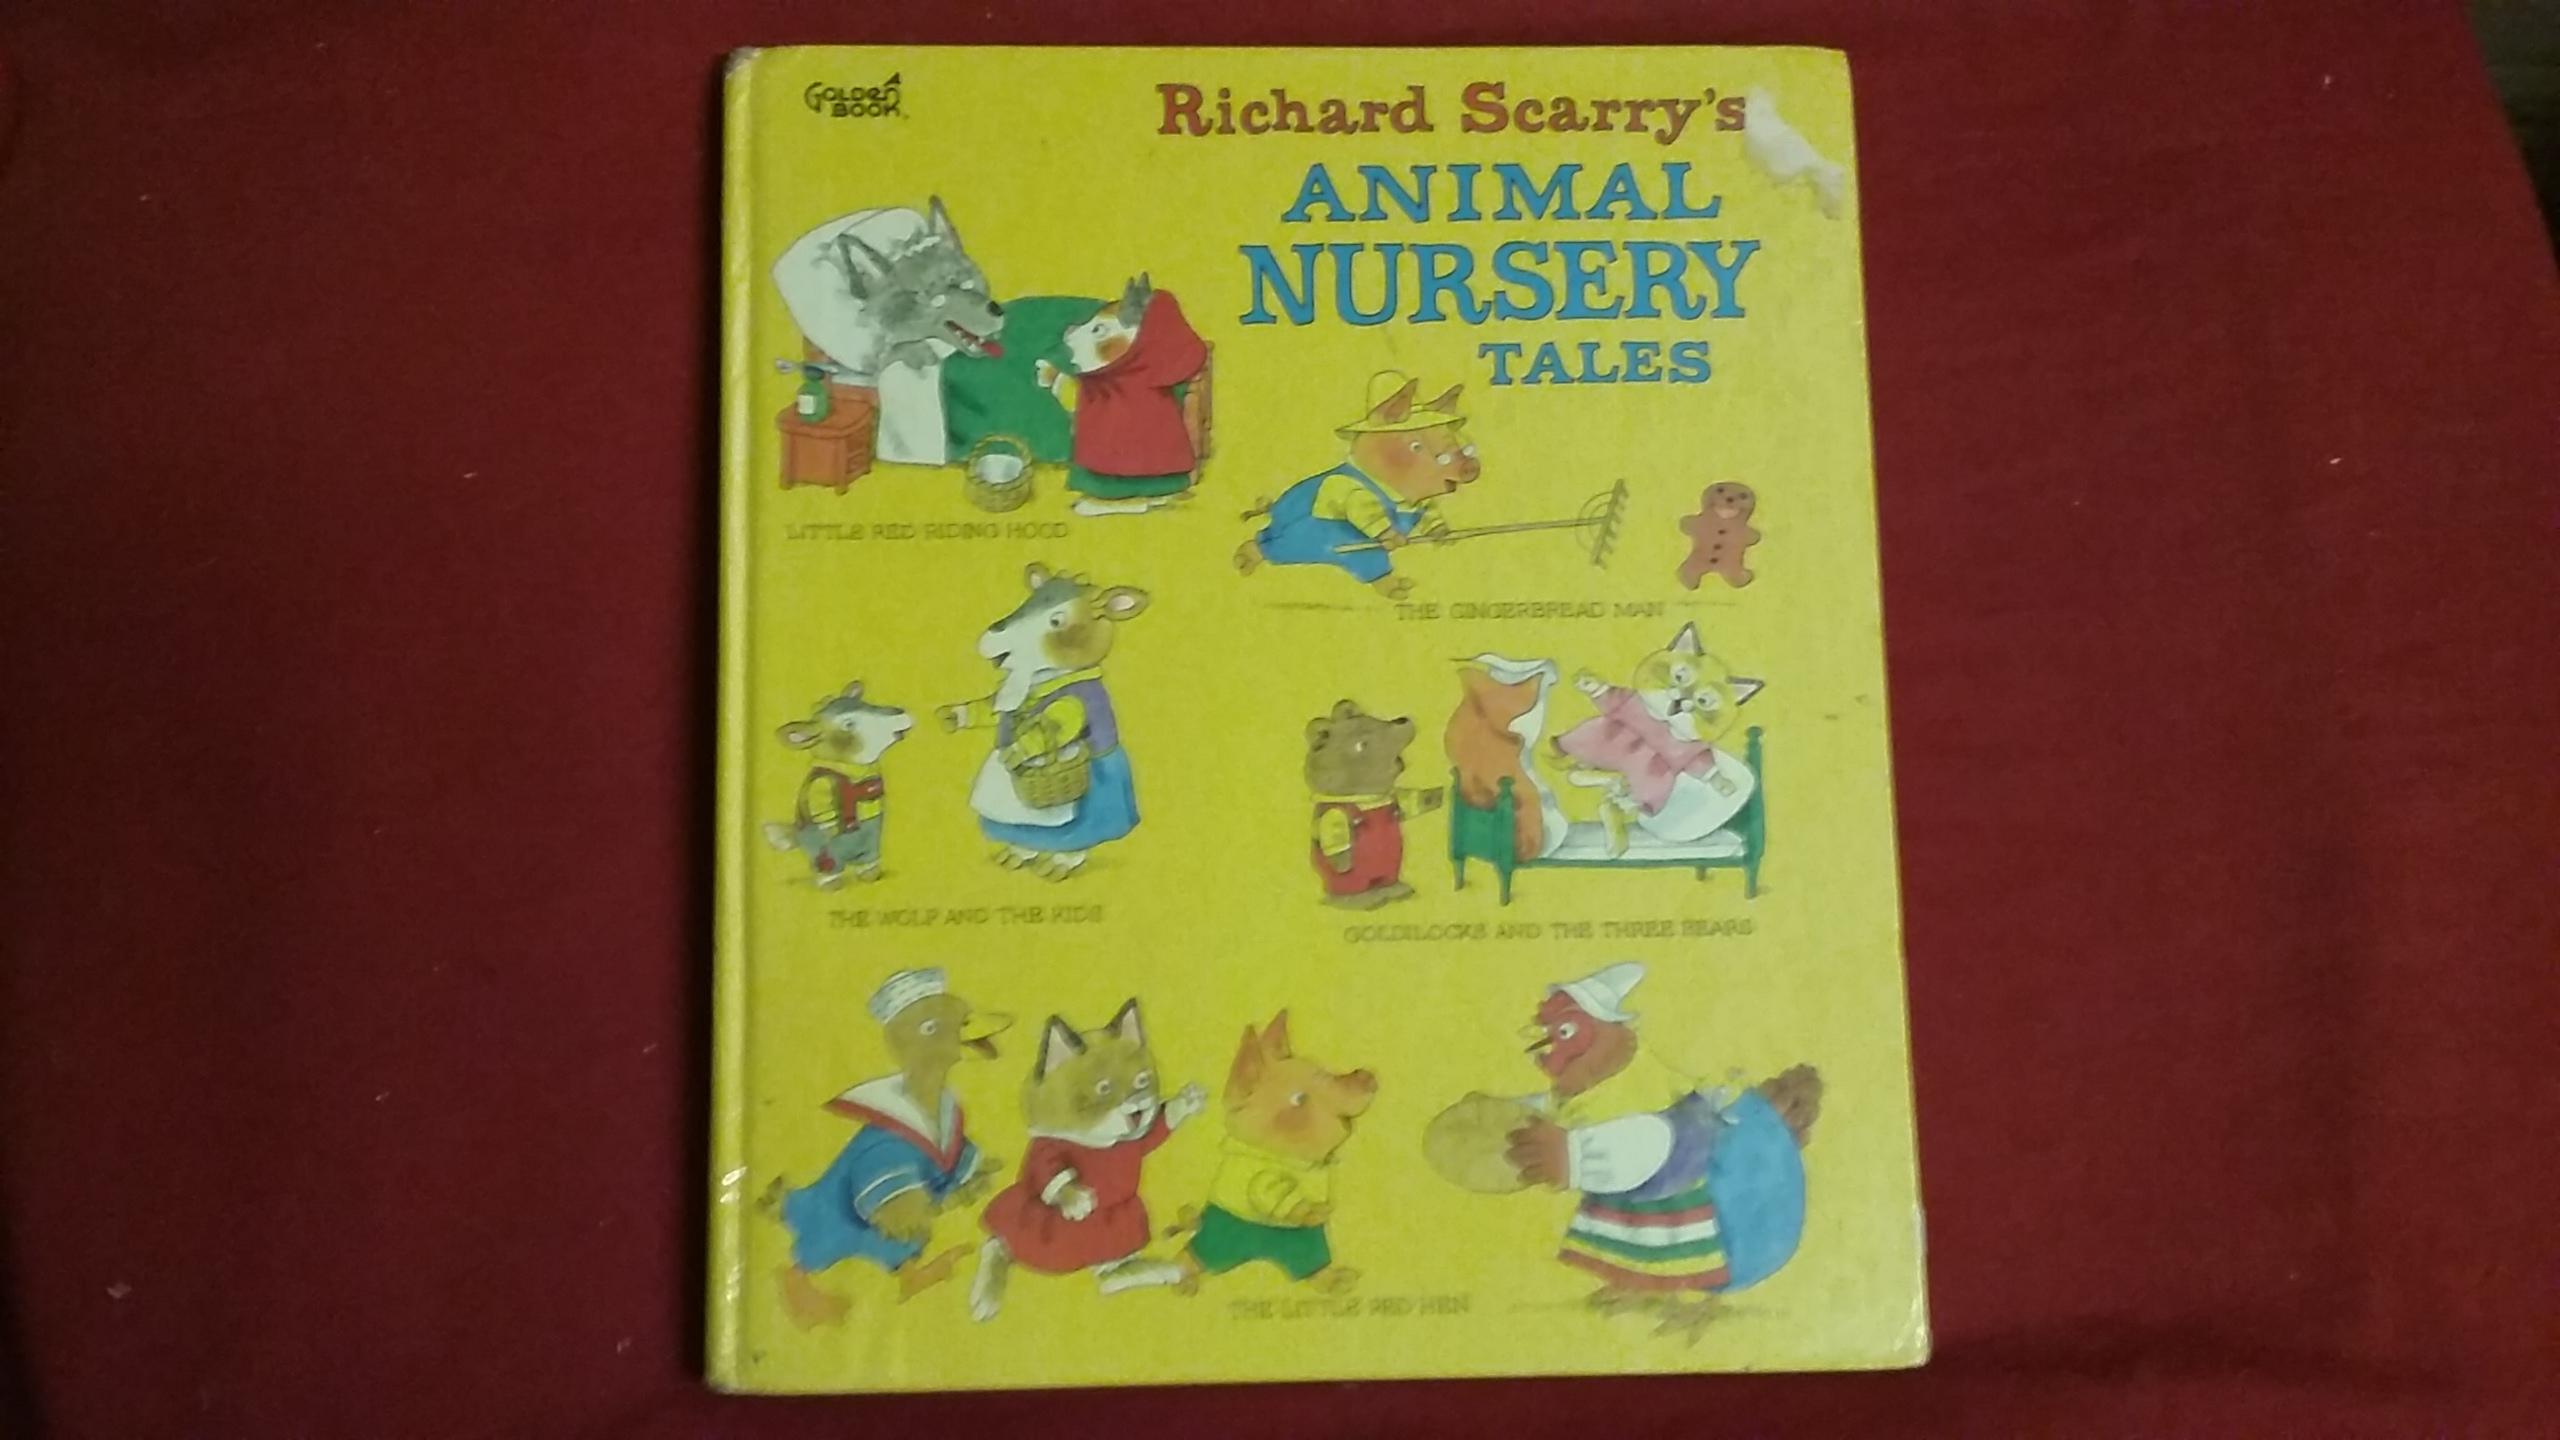 A
GOLDEN
BOOK
Richard Scarry's
ANIMAL
NURSERY
TALES
LITTLE RED RIDING HOOD
THE GINGERBREAD MAN
THE WOLF AND THE KIDS
GOLDILOCKS AND THE THREE BEARS
THE LITTLE RED HEN